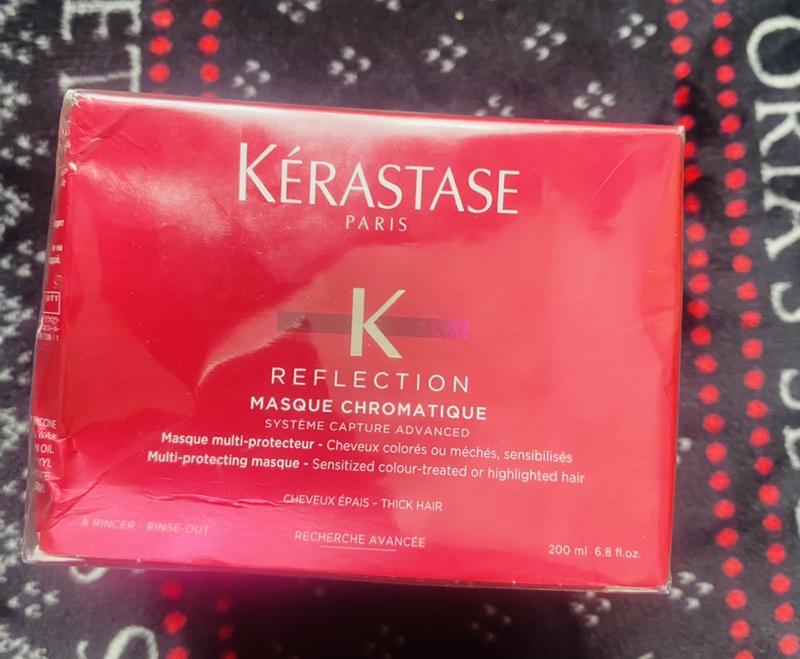 KÉRASTASE
PARIS
K
REFLECTION
MASQUE CHROMATIQUE
SYSTÈME CAPTURE ADVANCED
Masque multi-protecteur - Cheveux colorés ou méchés, sensibilisés
Multi-protecting masque - Sensitized colour-treated or highlighted hair
CHEVEUX ÉPAIS - THICK HAIR
À RINCER - RINSE-OUT
RECHERCHE AVANCÉE
200 ml 6.8 fl.oz.